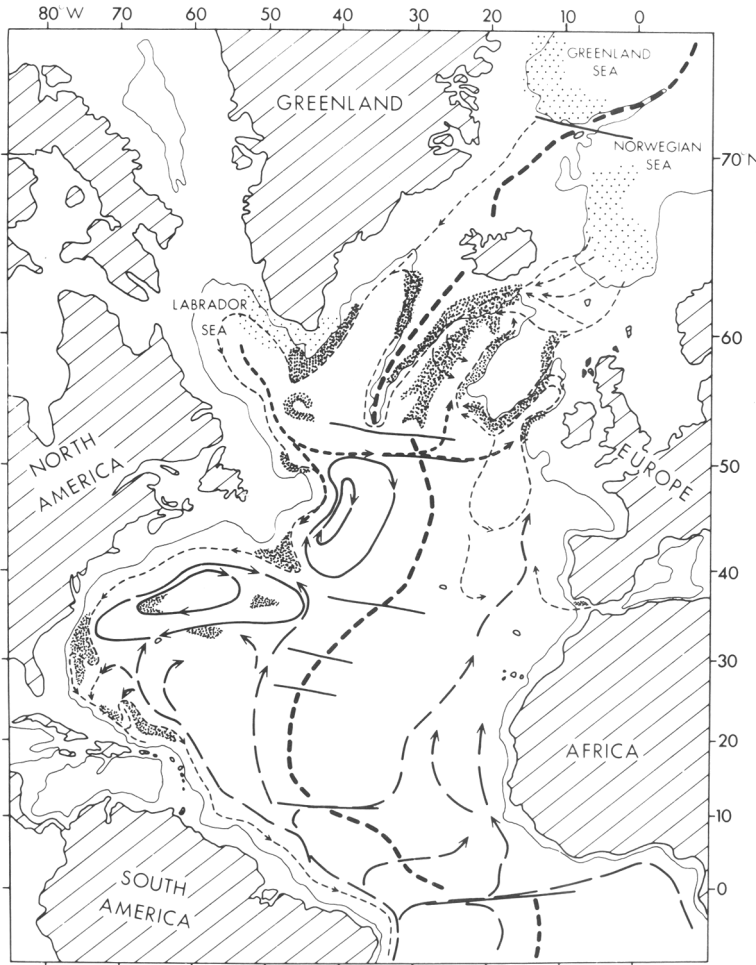 80°W 70 60 50 40 30 20 10 0
GREENLAND
SEA
GREENLAND
NORWEGIAN
SEA
70°N
LABRADOR
SEA
60
NORTH
AMERICA
EUROPE
50
40
30
20
AFRICA
10
SOUTH
AMERICA
0